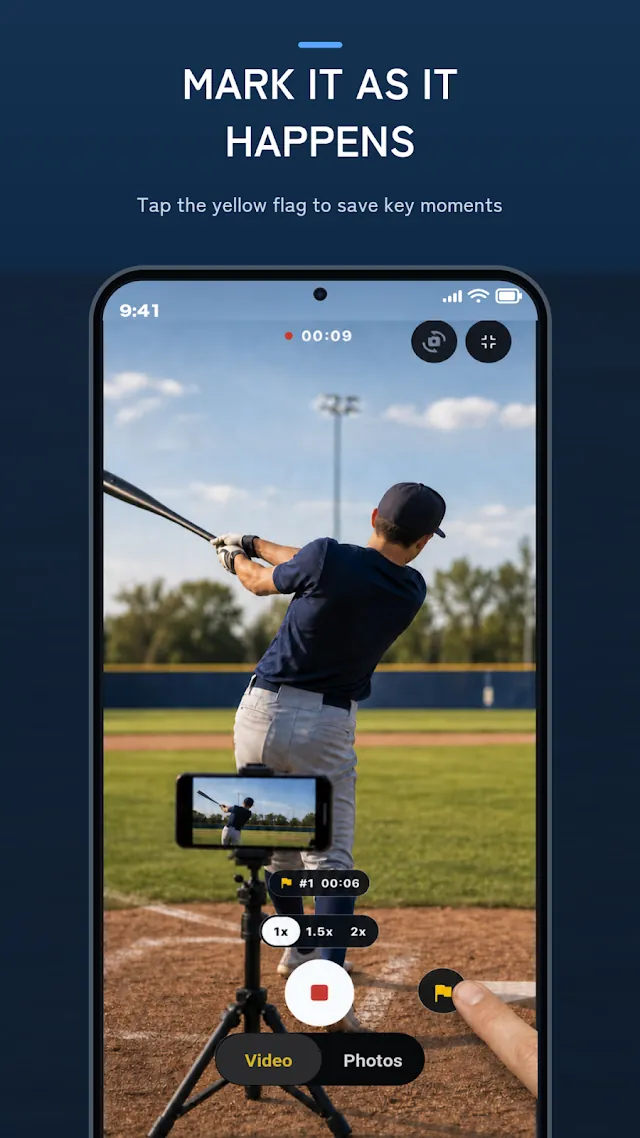 MARK IT AS IT
HAPPENS
Tap the yellow flag to save key moments
9:41
00:09
#1 00:06
1x 1.5x 2x
Video Photos